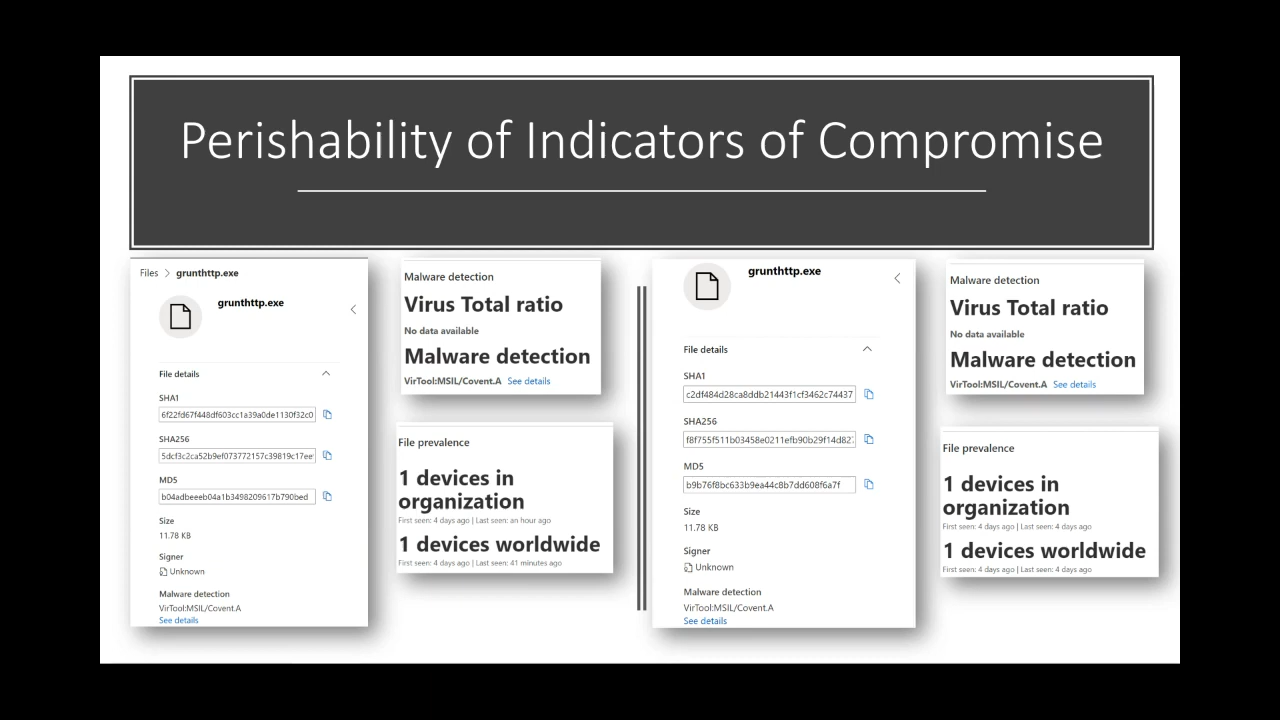 Perishability of Indicators of Compromise
Files > grunthttp.exe
grunthttp.exe
File details
SHA1
6f22fd67f448df603cc1a39a0de1130f32c0
SHA256
5dcf3c2ca52b9ef073772157c39819c17ee
MD5
b04adbeeeb04a1b3498209617b790bed
Size
11.78 KB
Signer
Unknown
Malware detection
VirTool:MSIL/Covent.A
See details
Malware detection
Virus Total ratio
No data available
Malware detection
VirTool:MSIL/Covent.A See details
File prevalence
1 devices in
organization
First seen: 4 days ago | Last seen: an hour ago
1 devices worldwide
First seen: 4 days ago | Last seen: 41 minutes ago
grunthttp.exe
File details
SHA1
c2df484d28ca8ddb21443f1cf3462c74437
SHA256
f8f755f511b03458e0211efb90b29f14d827
MD5
b9b76f8bc633b9ea44c8b7dd608f6a7f
Size
11.78 KB
Signer
Unknown
Malware detection
VirTool:MSIL/Covent.A
See details
Malware detection
Virus Total ratio
No data available
Malware detection
VirTool:MSIL/Covent.A See details
File prevalence
1 devices in
organization
First seen: 4 days ago | Last seen: 4 days ago
1 devices worldwide
First seen: 4 days ago | Last seen: 4 days ago